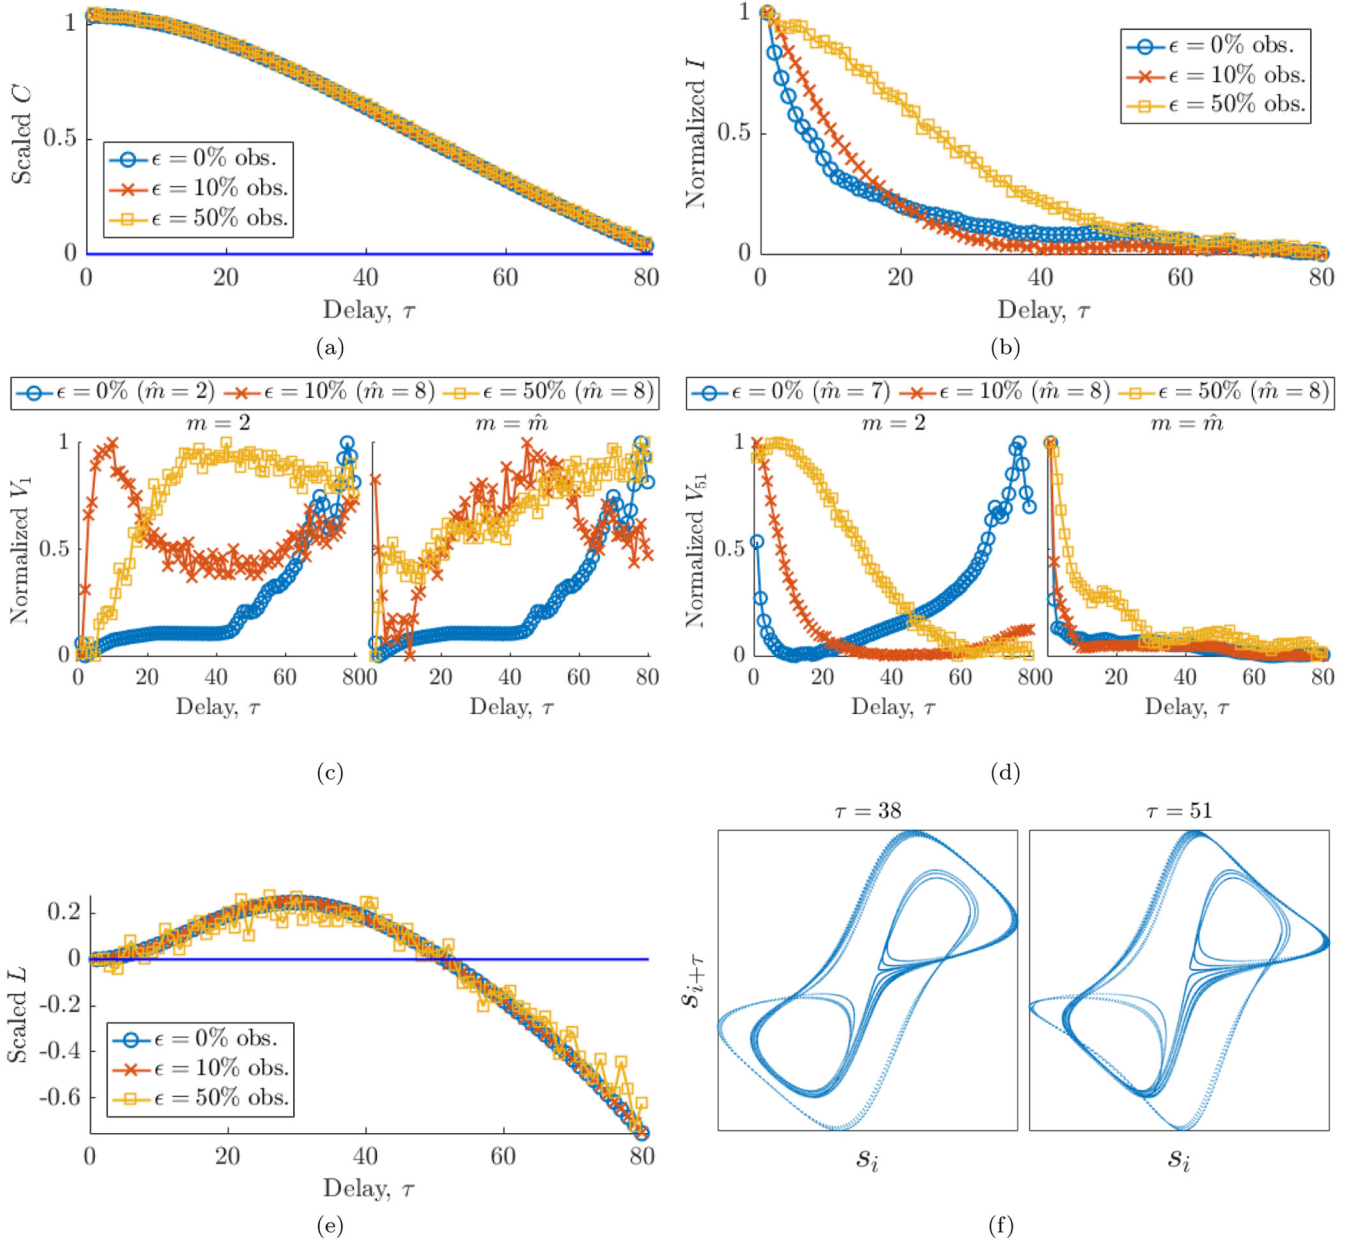 1
0.5
0
Scaled C
ϵ = 0% obs.
ϵ = 10% obs.
ϵ = 50% obs.
0 20 40 60 80
Delay, τ
(a)
1
0.5
0
Normalized I
ϵ = 0% obs.
ϵ = 10% obs.
ϵ = 50% obs.
0 20 40 60 80
Delay, τ
(b)
ϵ = 0% (m̂ = 2) ϵ = 10% (m̂ = 8) ϵ = 50% (m̂ = 8)
m = 2 m = m̂
1
0.5
0
Normalized V₁
0 20 40 60 80 0 20 40 60 80
Delay, τ Delay, τ
(c)
ϵ = 0% (m̂ = 7) ϵ = 10% (m̂ = 8) ϵ = 50% (m̂ = 8)
m = 2 m = m̂
1
0.5
0
Normalized V₅₁
0 20 40 60 80 0 20 40 60 80
Delay, τ Delay, τ
(d)
0.2
0
-0.2
-0.4
-0.6
Scaled L
ϵ = 0% obs.
ϵ = 10% obs.
ϵ = 50% obs.
0 20 40 60 80
Delay, τ
(e)
τ = 38 τ = 51
sᵢ₊τ
sᵢ sᵢ
(f)